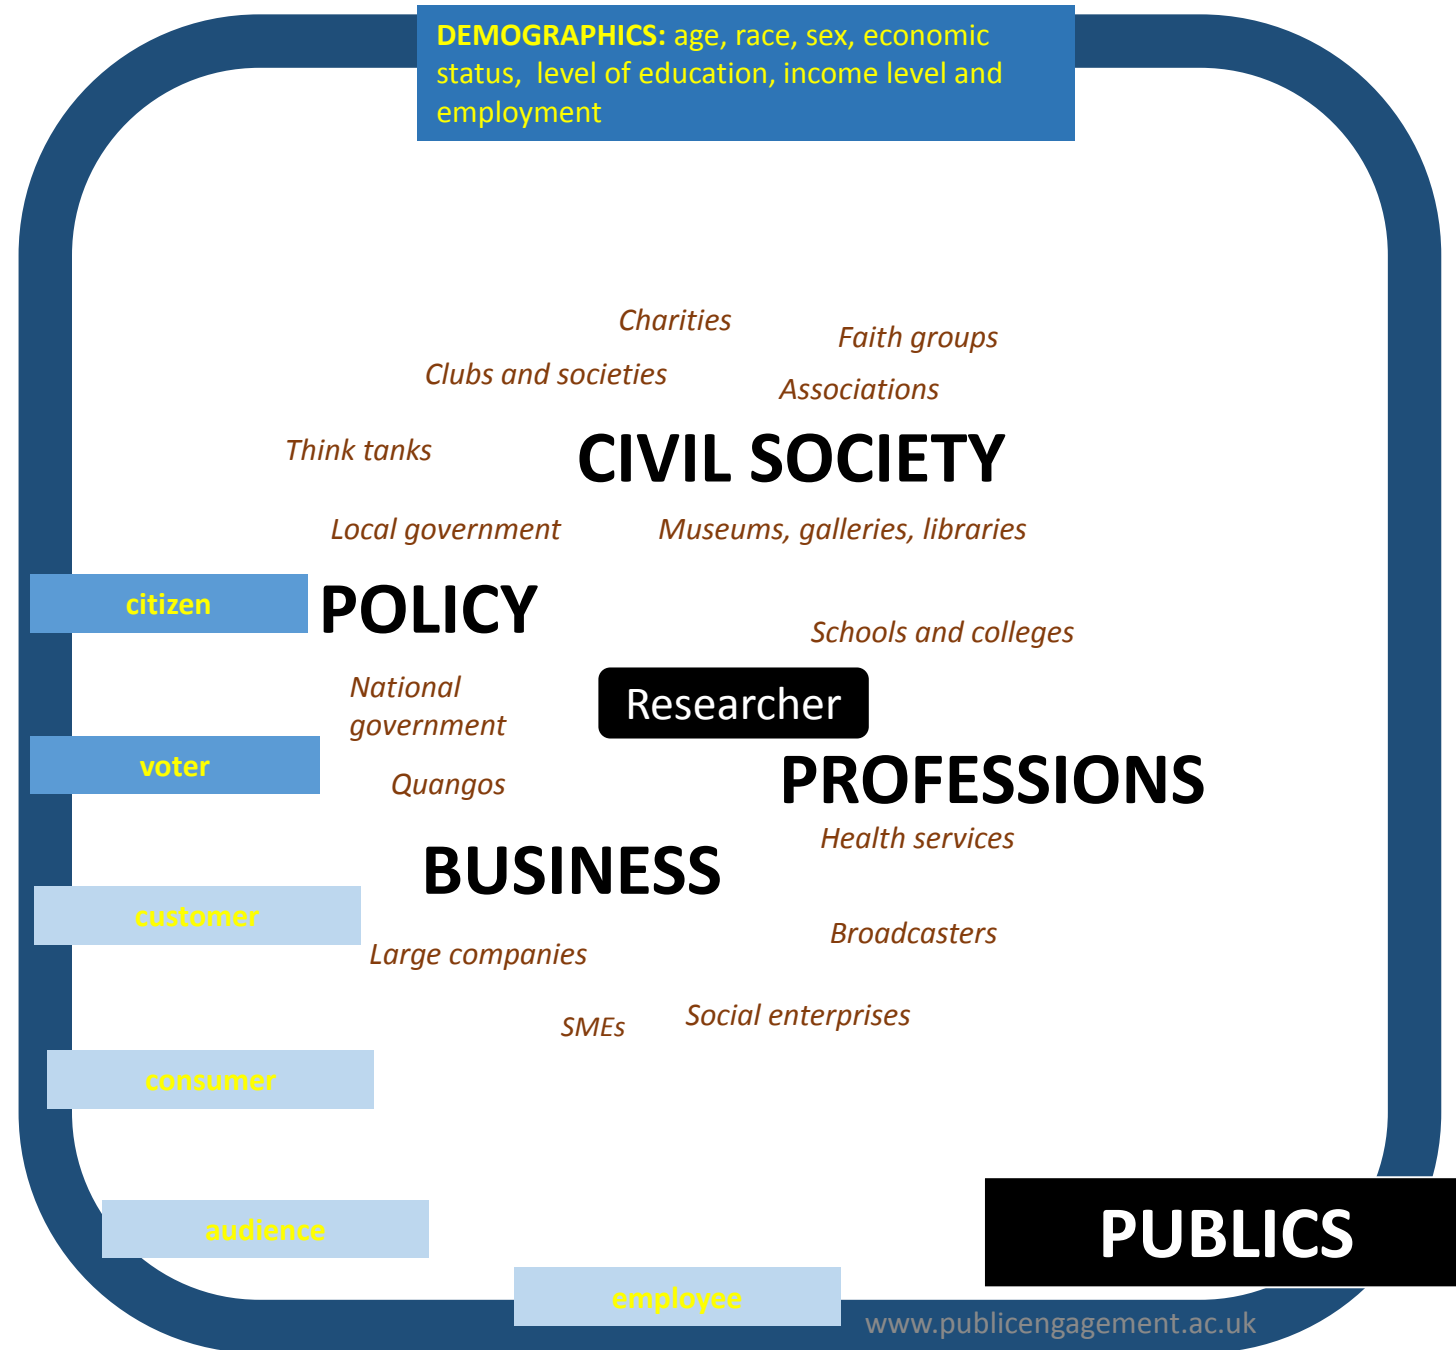 DEMOGRAPHICS: age, race, sex, economic
status, level of education, income level and
employment
Charities
Faith groups
Clubs and societies
Associations
Think tanks
CIVIL SOCIETY
Local government
Museums, galleries, libraries
citizen
POLICY
Schools and colleges
National
government
Researcher
voter
Quangos
PROFESSIONS
Health services
BUSINESS
customer
Broadcasters
Large companies
SMEs
Social enterprises
consumer
audience
PUBLICS
employee
www.publicengagement.ac.uk